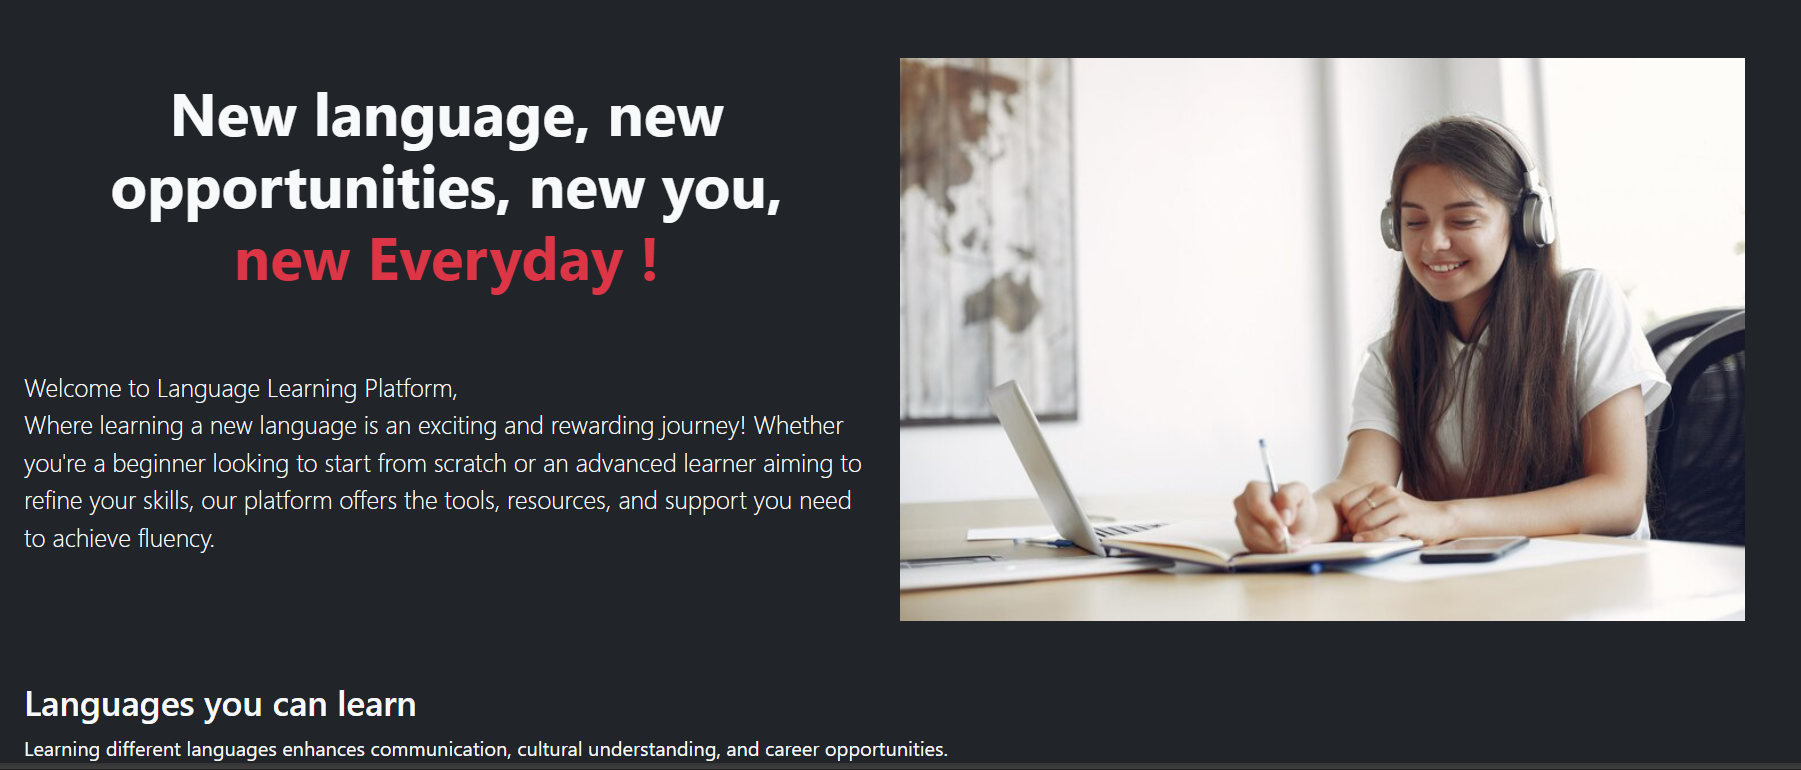 New language, new
opportunities, new you,
new Everyday !
Welcome to Language Learning Platform,
Where learning a new language is an exciting and rewarding journey! Whether
you're a beginner looking to start from scratch or an advanced learner aiming to
refine your skills, our platform offers the tools, resources, and support you need
to achieve fluency.
Languages you can learn
Learning different languages enhances communication, cultural understanding, and career opportunities.